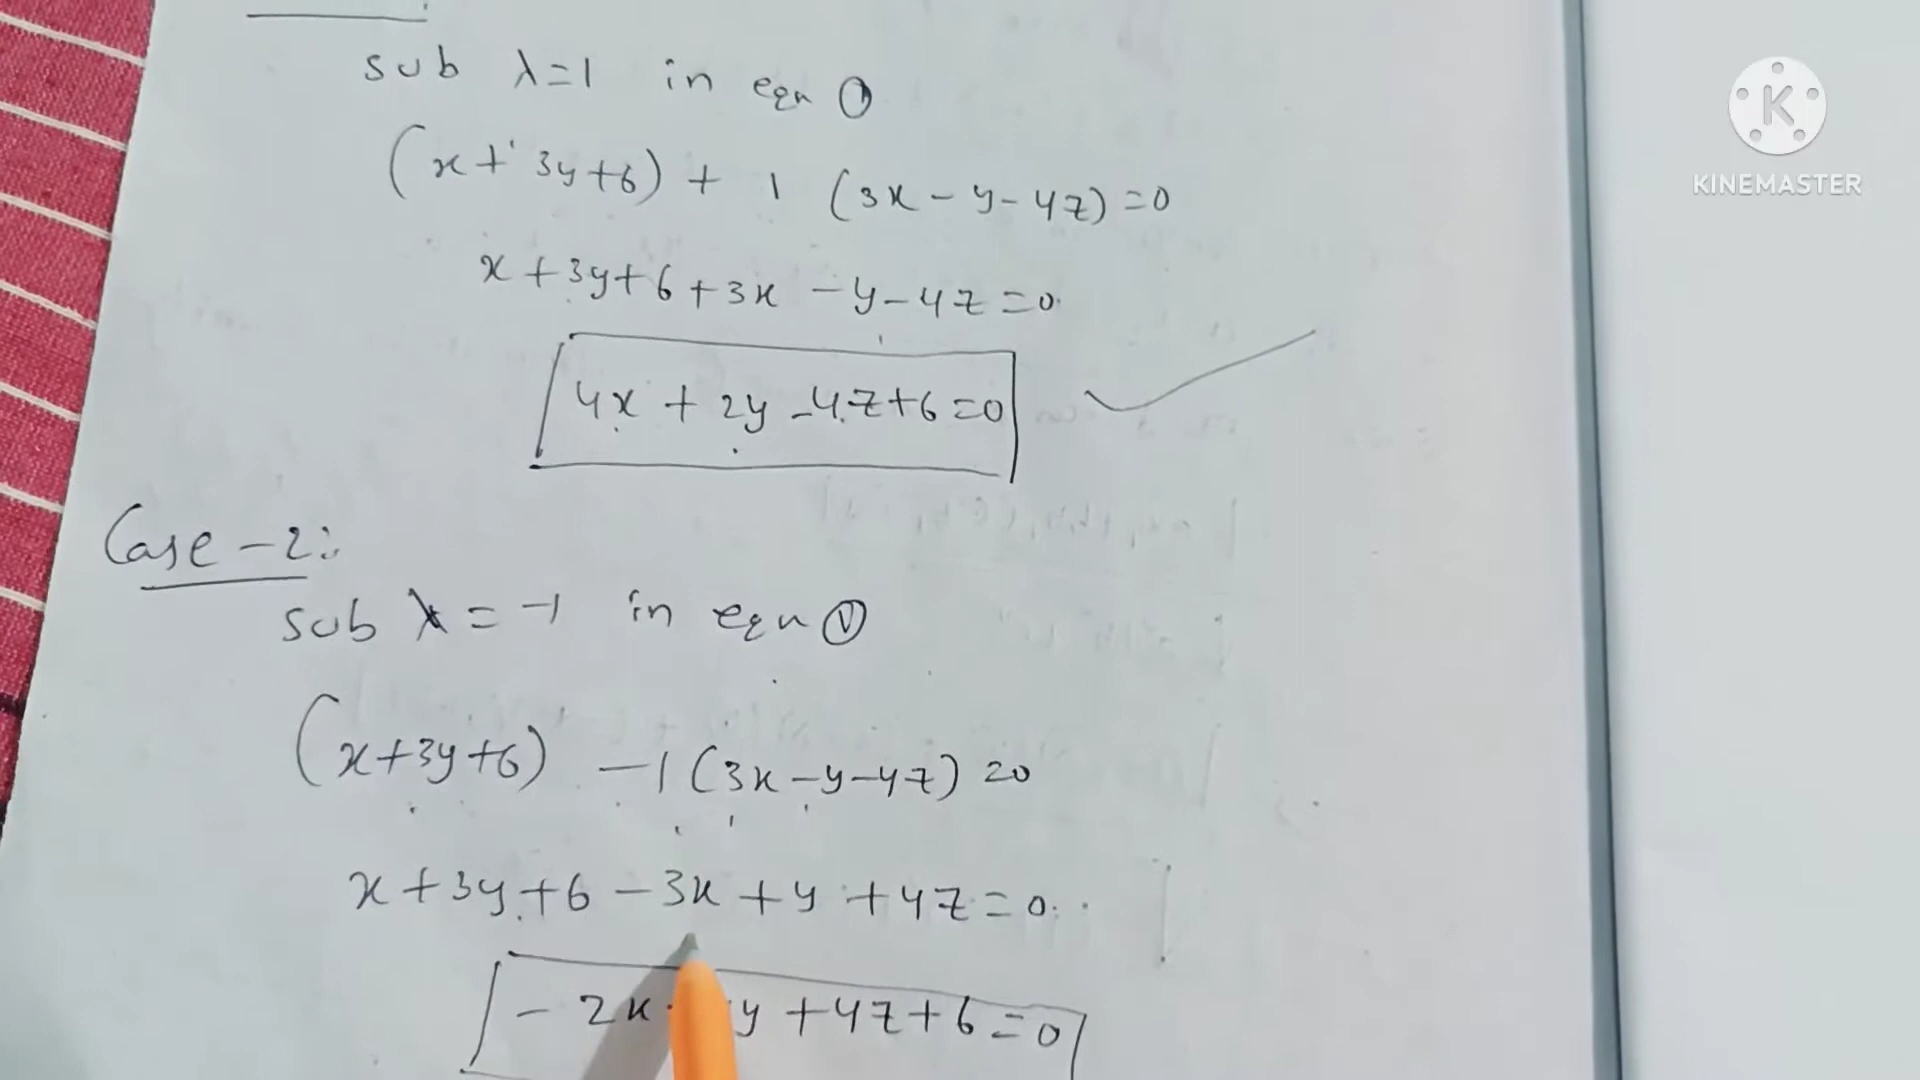 sub λ=1 in eqn ①
(x+3y+6) + 1 (3x-y-4z)=0
x+3y+6+3x-y-4z=0
4x+2y-4z+6=0
Case-2:
sub λ=-1 in eqn ①
(x+3y+6) -1(3x-y-4z)=0
x+3y+6-3x+y+4z=0
-2x y+4z+6=0
KINEMASTER